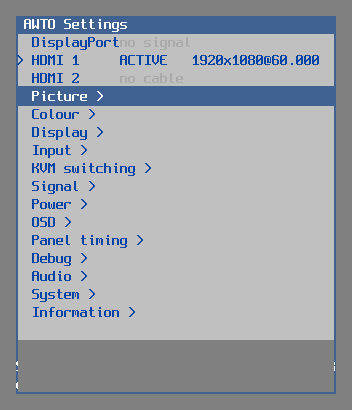 AWTO Settings
DisplayPort no signal
> HDMI 1 ACTIVE 1920x1080@60.000
HDMI 2 no cable
Picture >
Colour >
Display >
Input >
KVM switching >
Signal >
Power >
OSD >
Panel timing >
Debug >
Audio >
System >
Information >